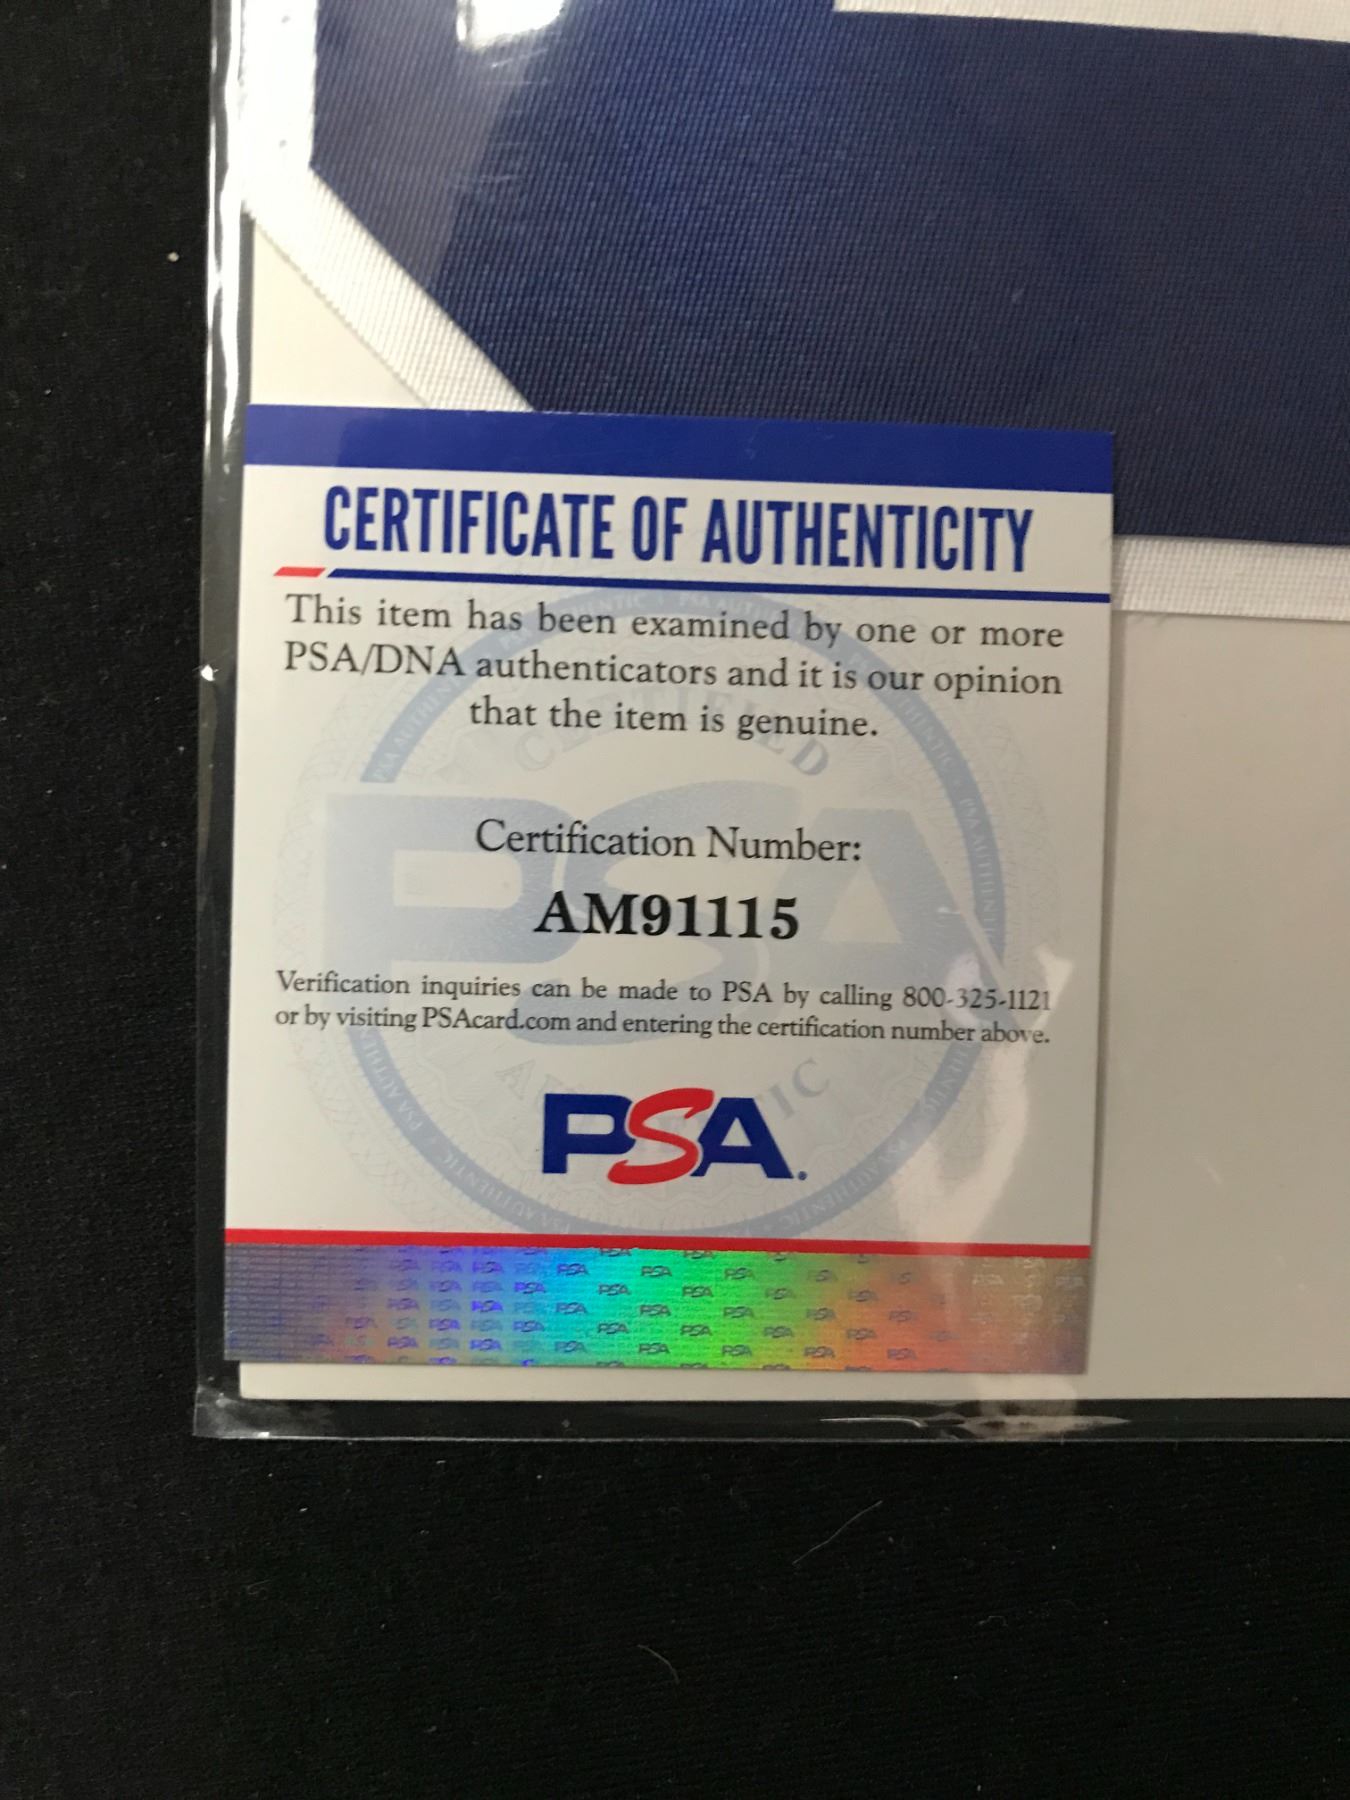 CERTIFICATE OF AUTHENTICITY
This item has been examined by one or more
PSA/DNA authenticators and it is our opinion
that the item is genuine.
Certification Number:
AM91115
Verification inquiries can be made to PSA by calling 800-325-1121
or by visiting PSAcard.com and entering the certification number above.
PSA.